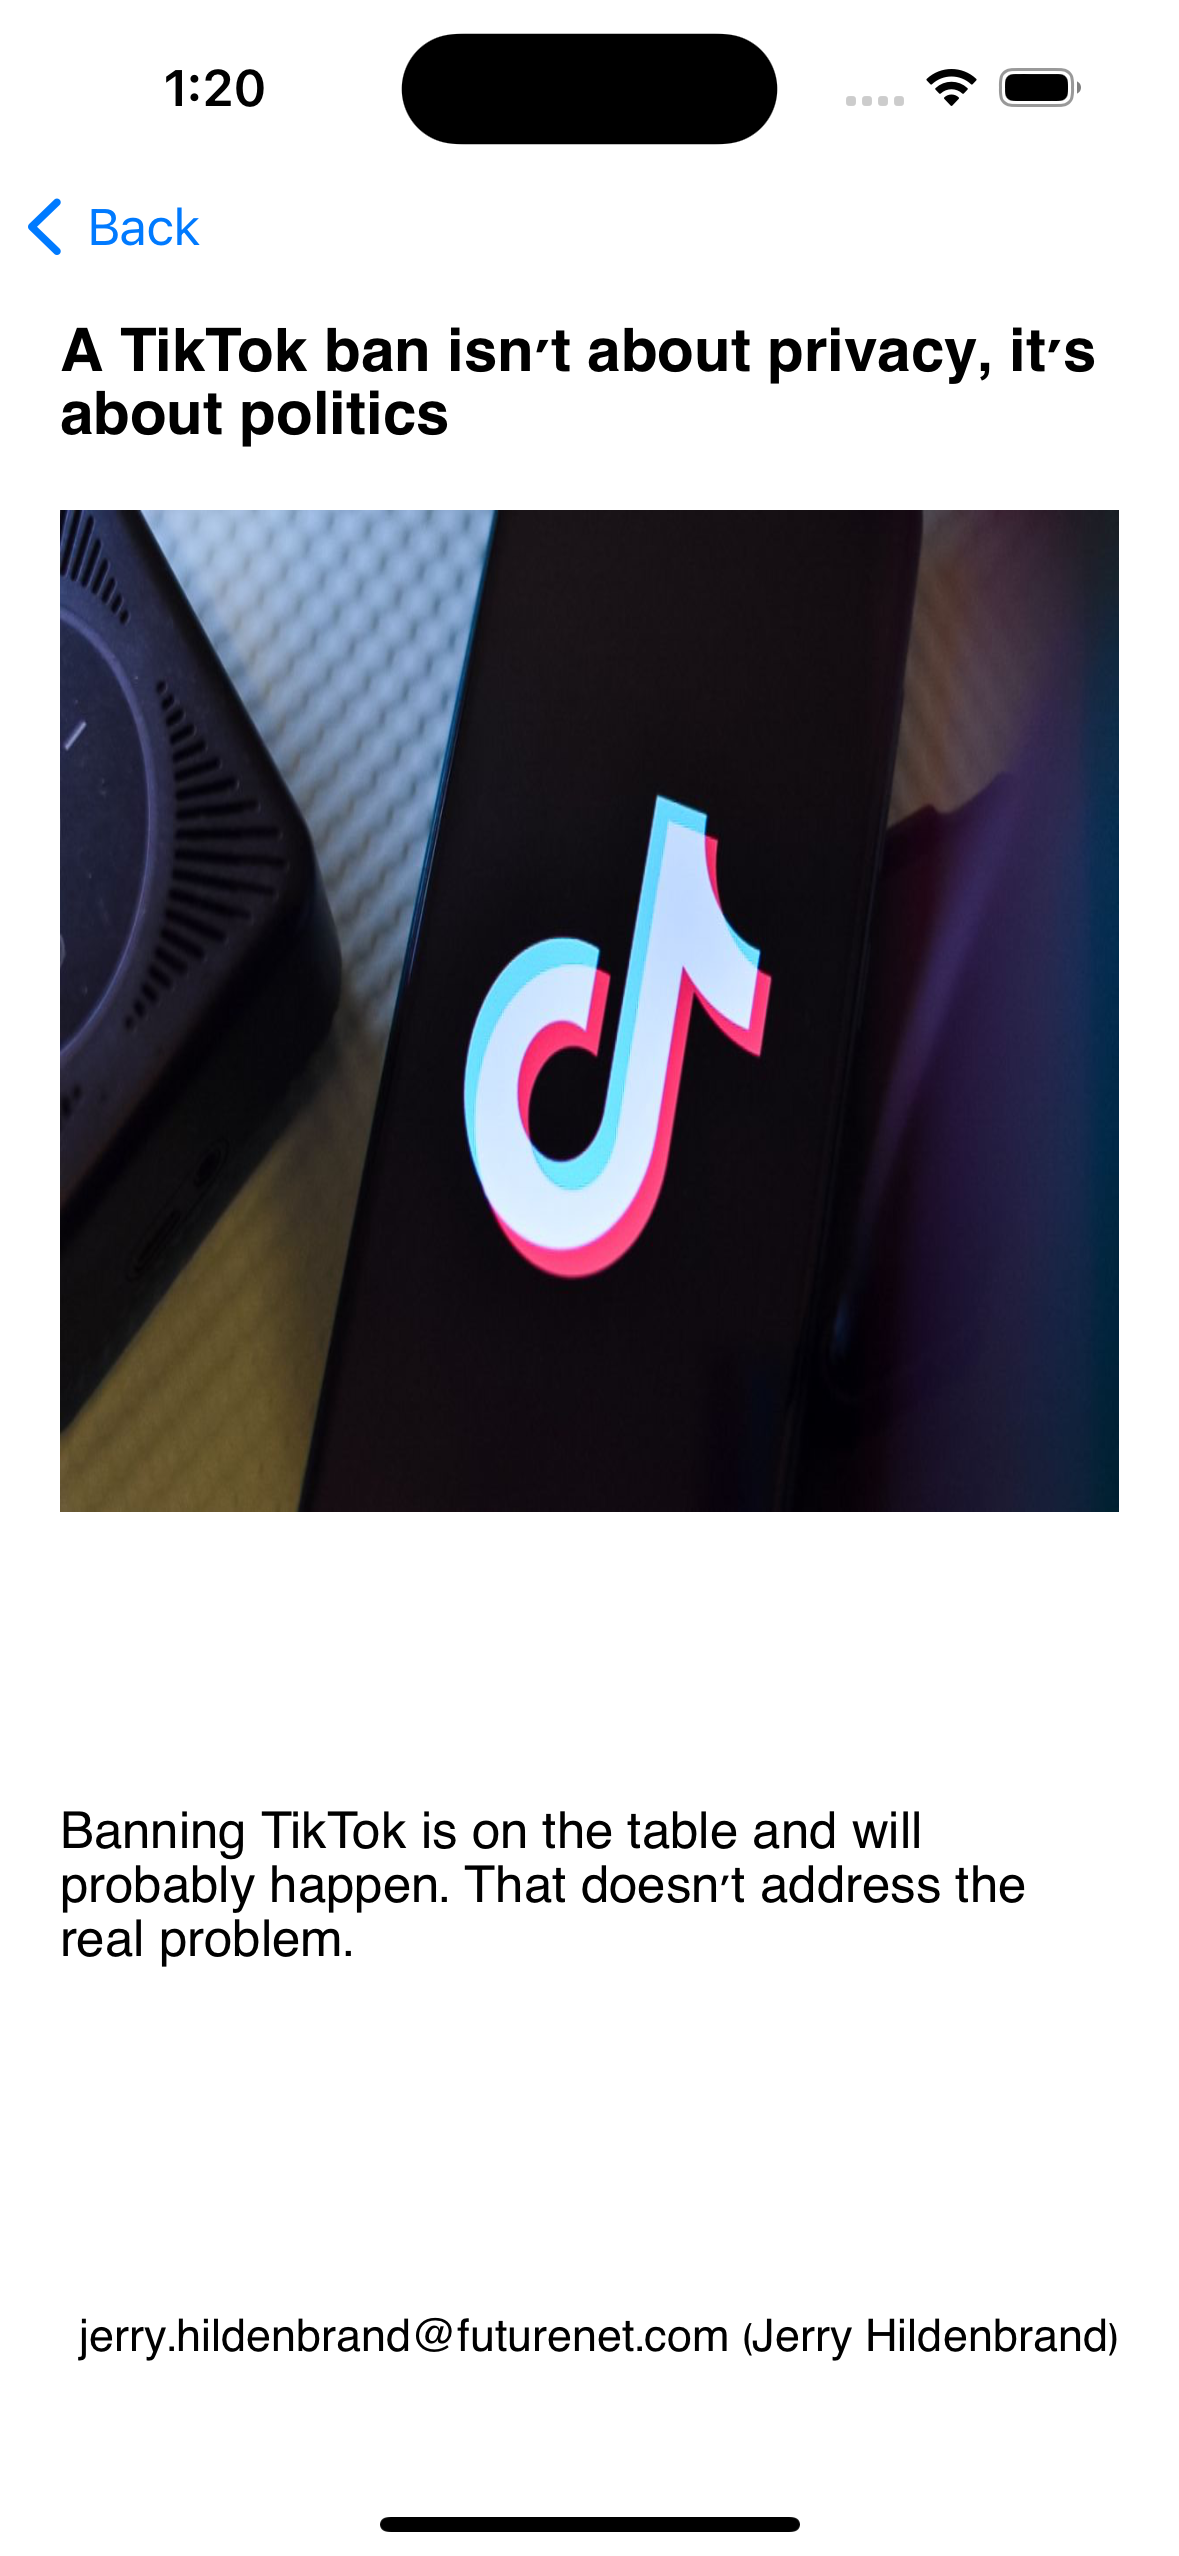 1:20
Back
A TikTok ban isn't about privacy, it's
about politics
Banning TikTok is on the table and will
probably happen. That doesn't address the
real problem.
jerry.hildenbrand@futurenet.com (Jerry Hildenbrand)